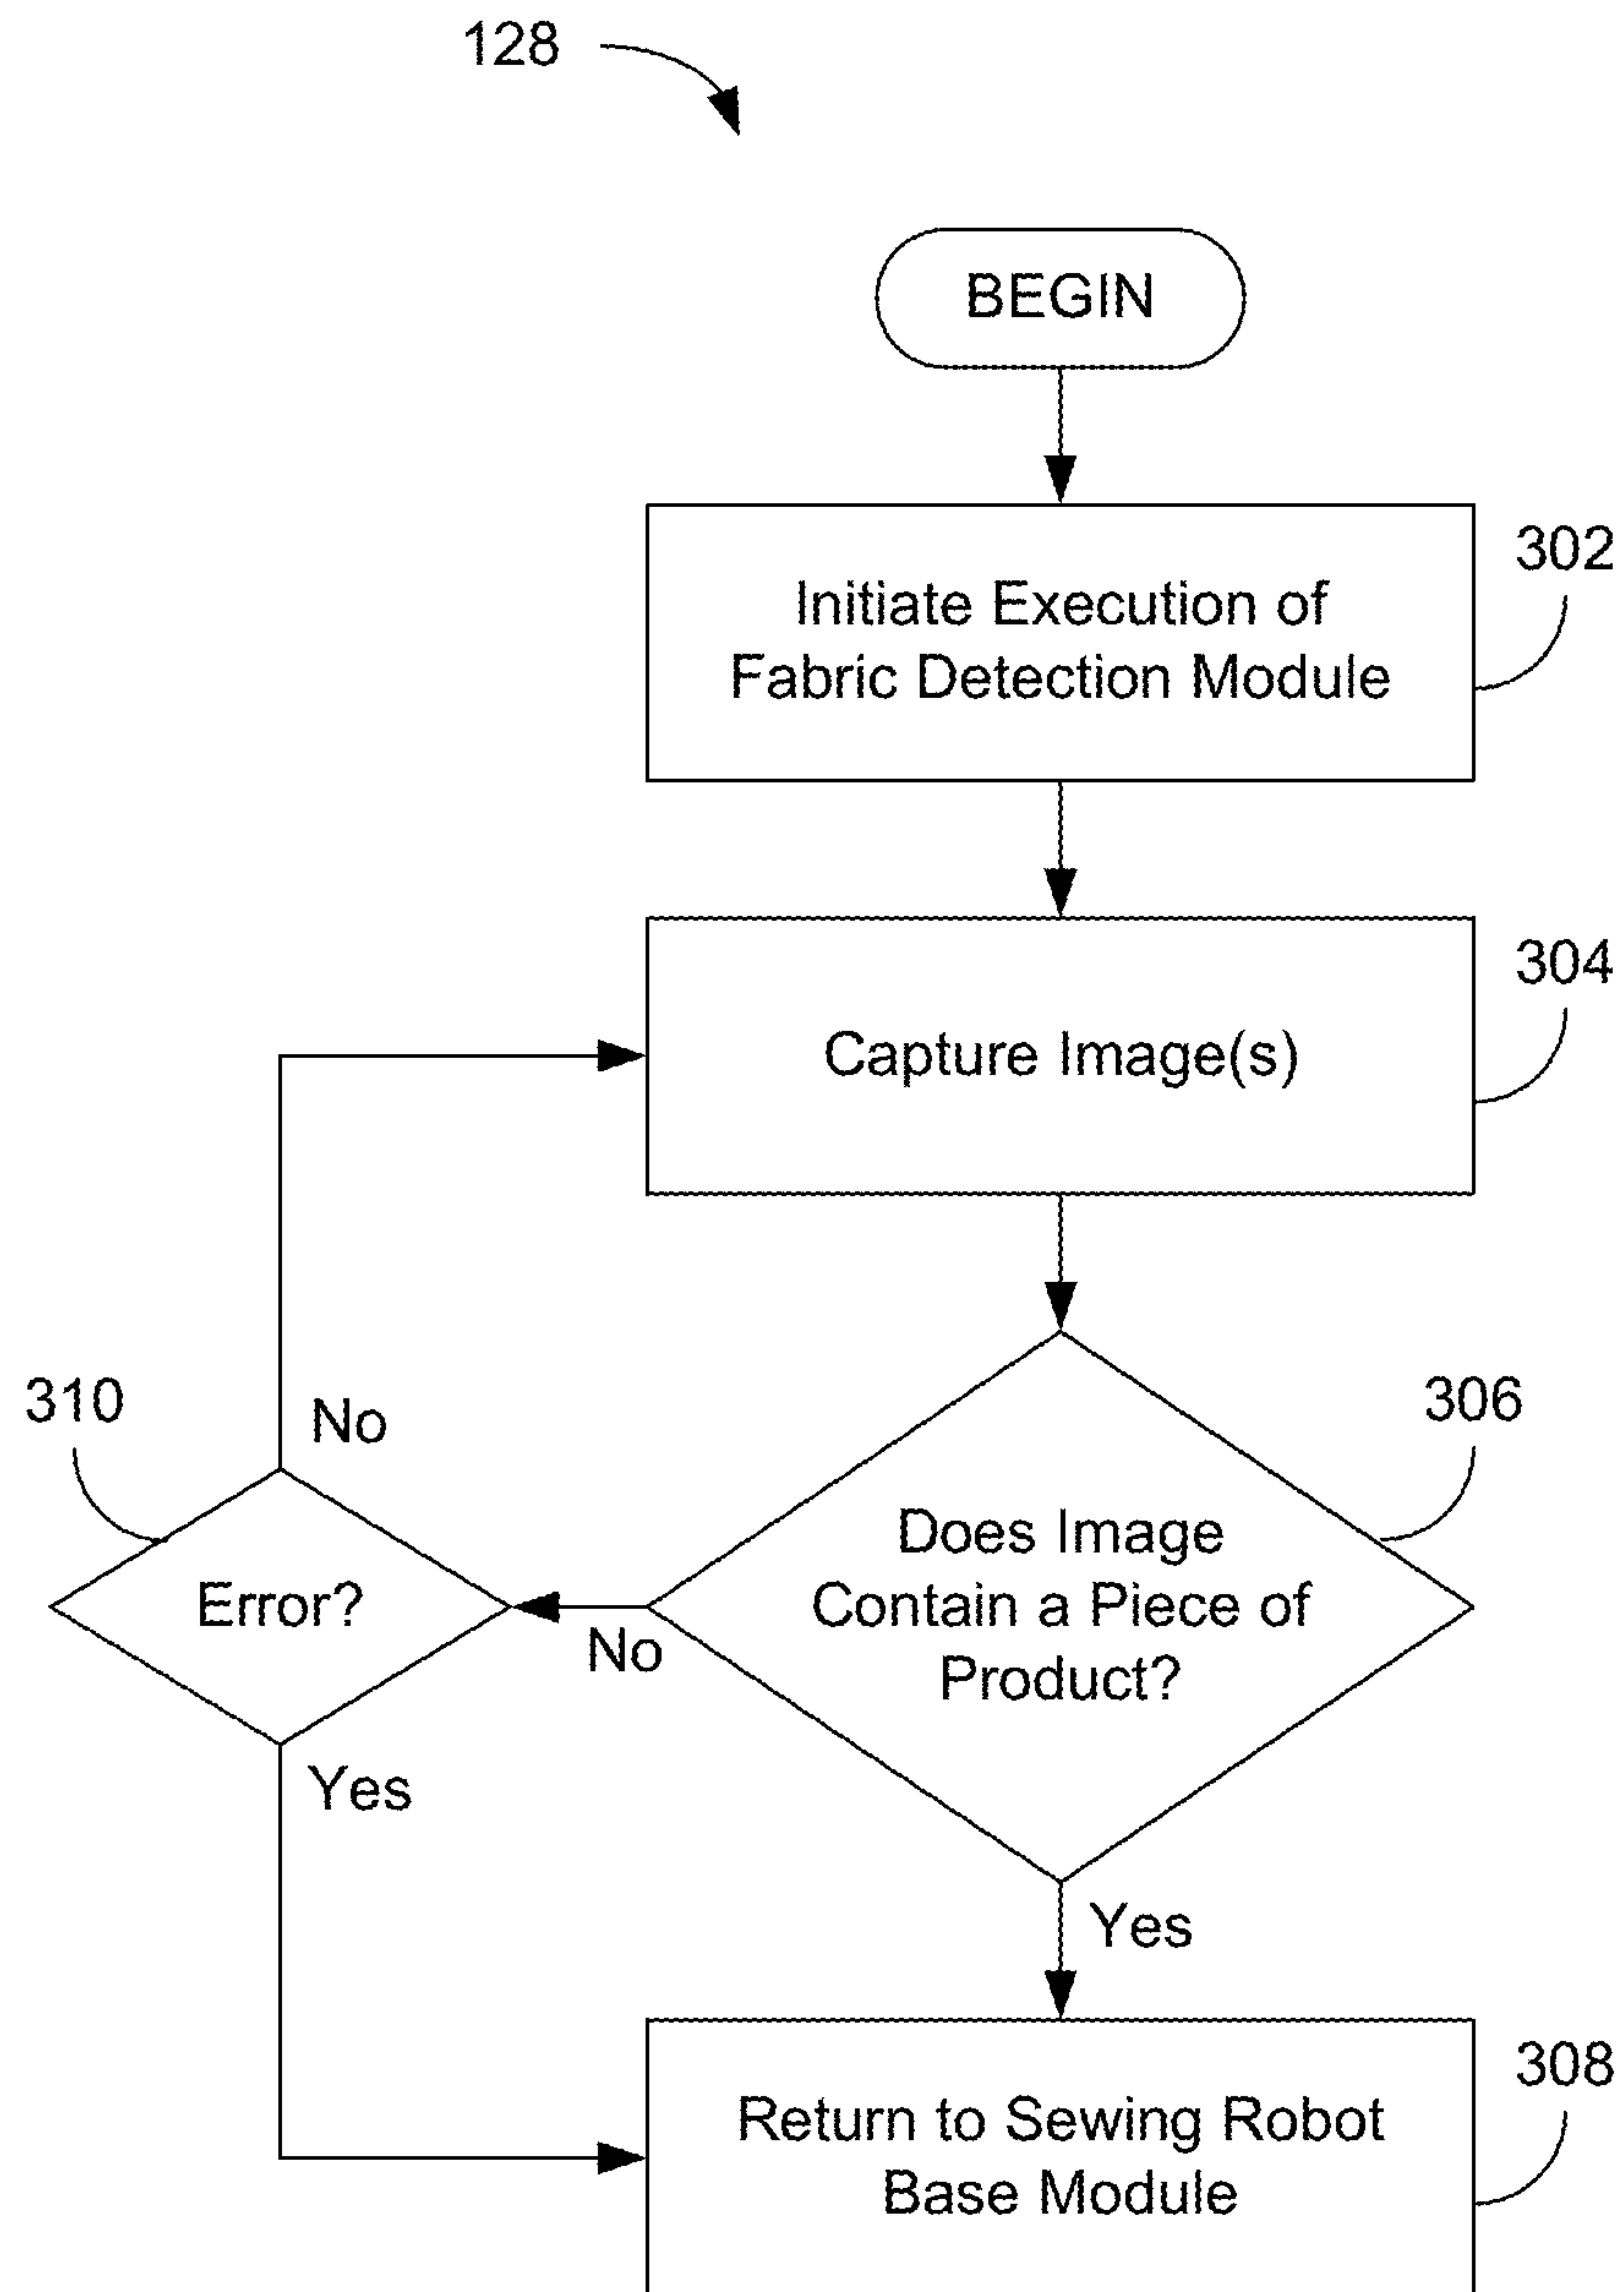 128
BEGIN
302
Initiate Execution of
Fabric Detection Module
304
Capture Image(s)
310
No
306
Does Image
Contain a Piece of
Product?
Error?
No
Yes
Yes
308
Return to Sewing Robot
Base Module